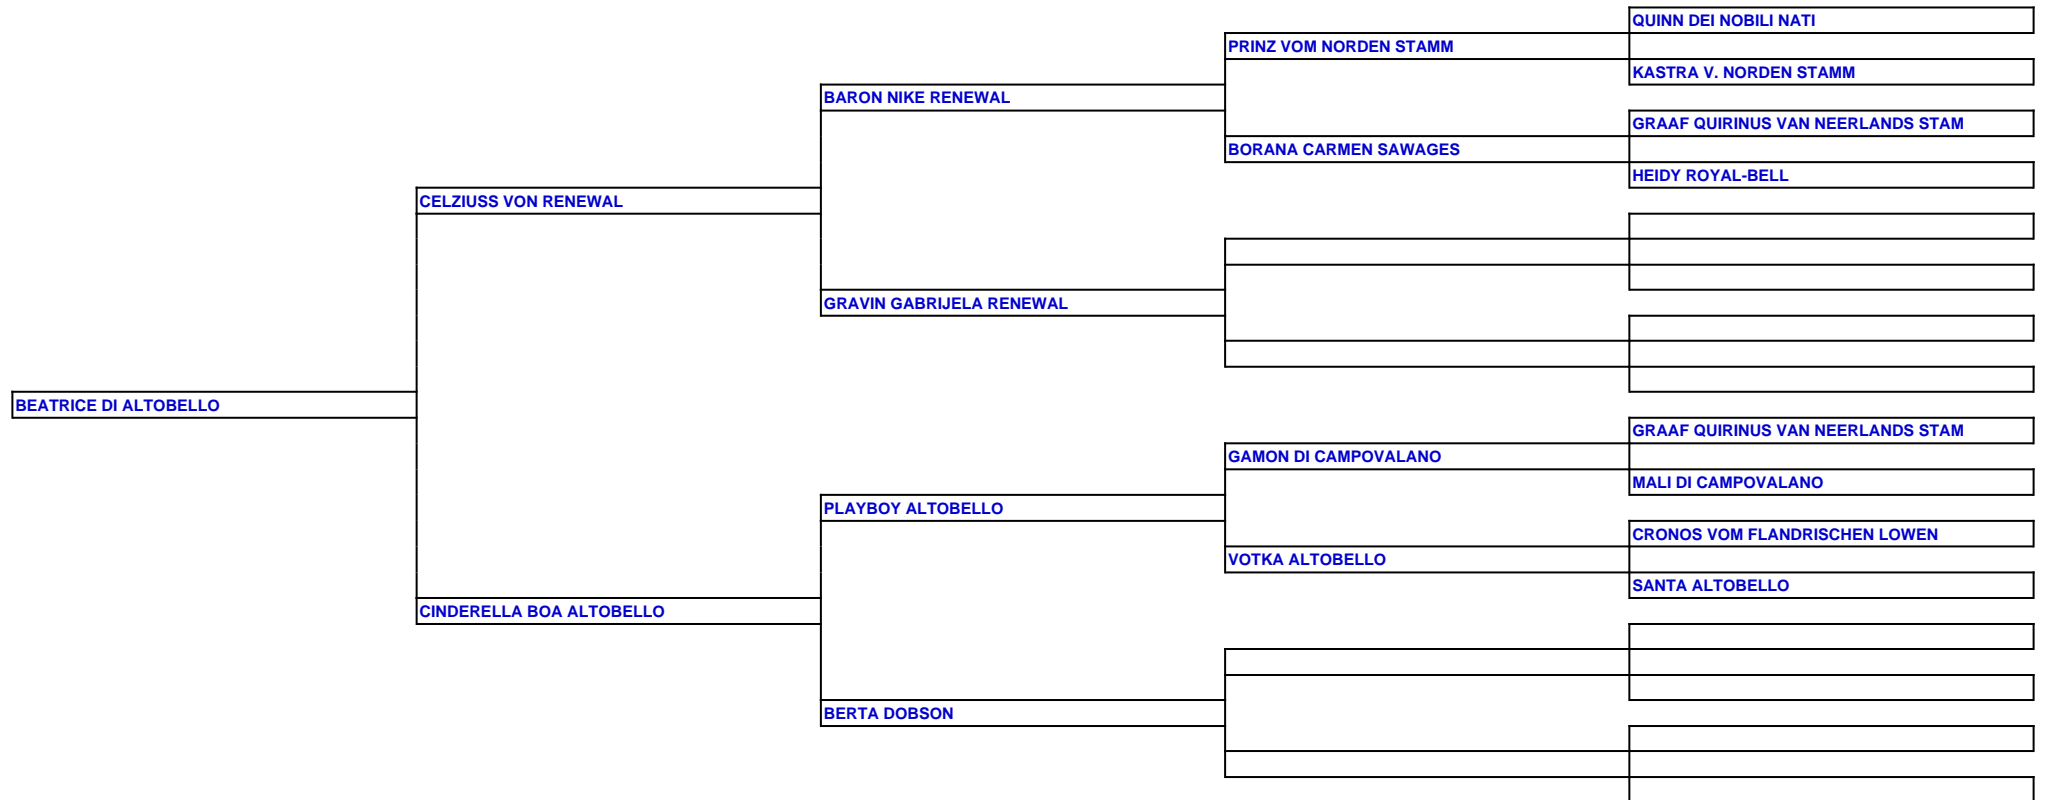 QUINN DEI NOBILI NATI
PRINZ VOM NORDEN STAMM
KASTRA V. NORDEN STAMM
BARON NIKE RENEWAL
GRAAF QUIRINUS VAN NEERLANDS STAM
BORANA CARMEN SAWAGES
HEIDY ROYAL-BELL
CELZIUSS VON RENEWAL
GRAVIN GABRIJELA RENEWAL
BEATRICE DI ALTOBELLO
GRAAF QUIRINUS VAN NEERLANDS STAM
GAMON DI CAMPOVALANO
MALI DI CAMPOVALANO
PLAYBOY ALTOBELLO
CRONOS VOM FLANDRISCHEN LOWEN
VOTKA ALTOBELLO
SANTA ALTOBELLO
CINDERELLA BOA ALTOBELLO
BERTA DOBSON